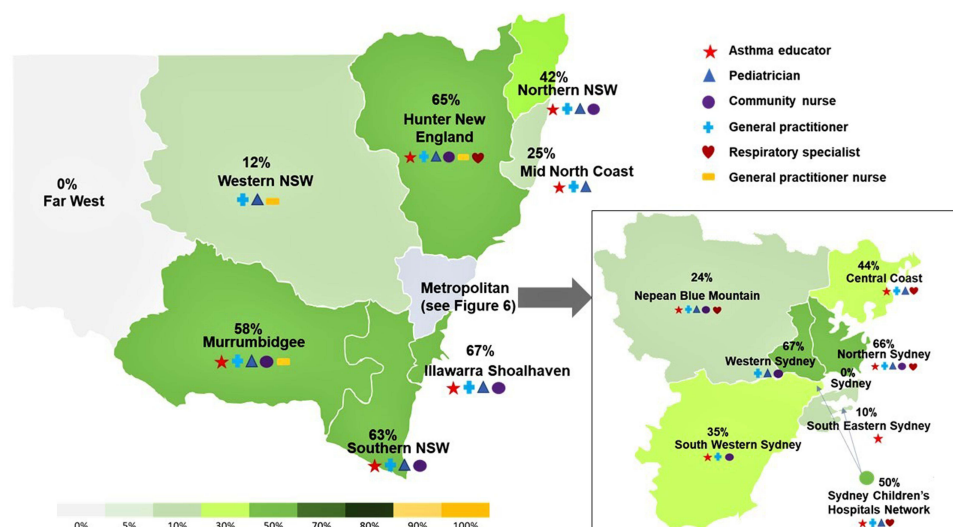 Asthma educator
Pediatrician
Community nurse
General practitioner
Respiratory specialist
General practitioner nurse
42%
Northern NSW
65%
Hunter New
England
25%
Mid North Coast
12%
Western NSW
0%
Far West
Metropolitan
(see Figure 6)
58%
Murrumbidgee
67%
Illawarra Shoalhaven
63%
Southern NSW
44%
Central Coast
24%
Nepean Blue Mountain
67%
Western Sydney
66%
Northern Sydney
0%
Sydney
10%
South Eastern Sydney
35%
South Western Sydney
50%
Sydney Children's
Hospitals Network
0% 5% 10% 30% 50% 70% 80% 90% 100%